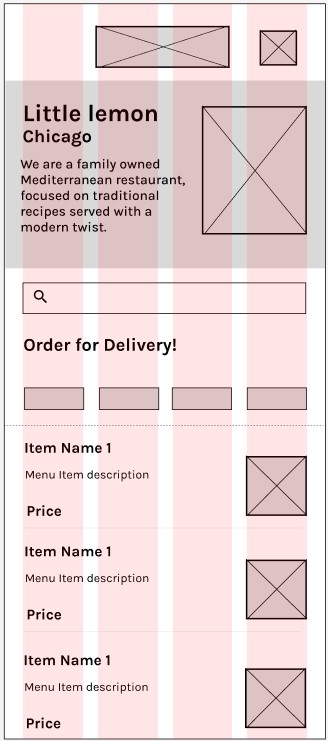 Little lemon
Chicago
We are a family owned
Mediterranean restaurant,
focused on traditional
recipes served with a
modern twist.
Order for Delivery!
Item Name 1
Menu Item description
Price
Item Name 1
Menu Item description
Price
Item Name 1
Menu Item description
Price